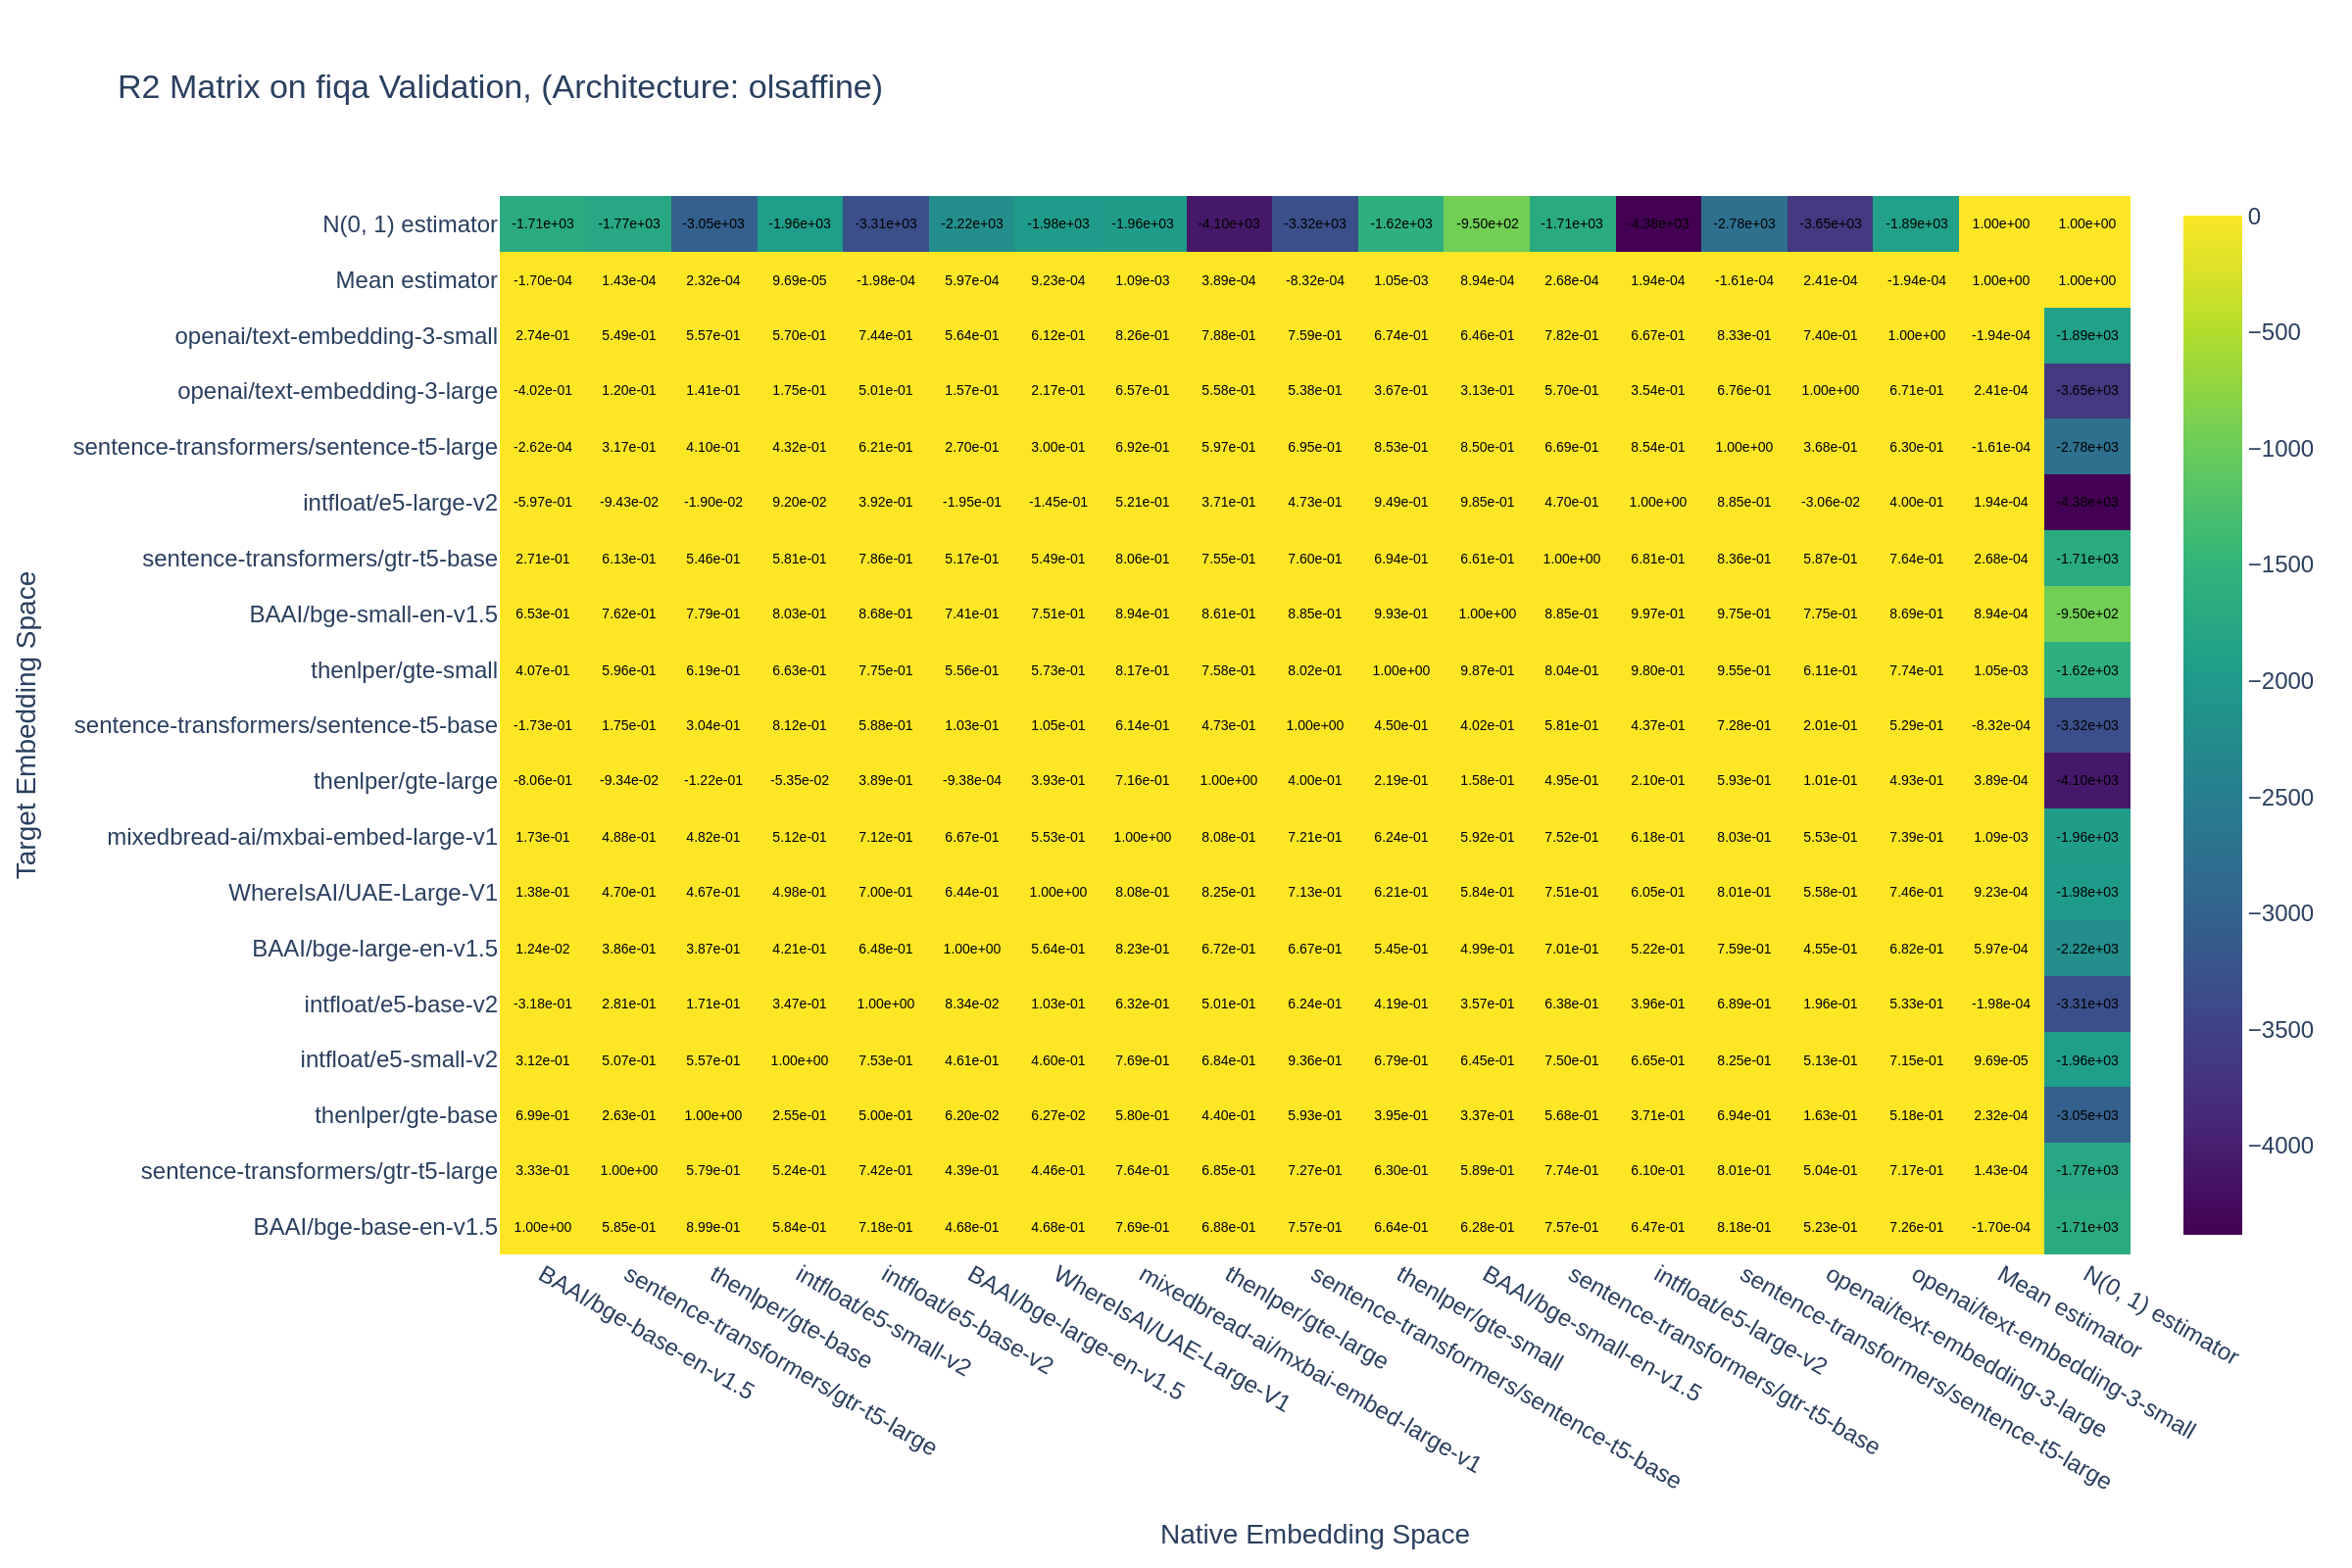 R2 Matrix on fiqa Validation, (Architecture: olsaffine)
Target Embedding Space
N(0, 1) estimator -1.71e+03 -1.77e+03 -3.05e+03 -1.96e+03 -3.31e+03 -2.22e+03 -1.98e+03 -1.96e+03 -4.10e+03 -3.32e+03 -1.62e+03 -9.50e+02 -1.71e+03 -4.38e+03 -2.78e+03 -3.65e+03 -1.89e+03 1.00e+00 1.00e+00
Mean estimator -1.70e-04 1.43e-04 2.32e-04 9.69e-05 -1.98e-04 5.97e-04 9.23e-04 1.09e-03 3.89e-04 -8.32e-04 1.05e-03 8.94e-04 2.68e-04 1.94e-04 -1.61e-04 2.41e-04 -1.94e-04 1.00e+00 1.00e+00
openai/text-embedding-3-small 2.74e-01 5.49e-01 5.57e-01 5.70e-01 7.44e-01 5.64e-01 6.12e-01 8.26e-01 7.88e-01 7.59e-01 6.74e-01 6.46e-01 7.82e-01 6.67e-01 8.33e-01 7.40e-01 1.00e+00 -1.94e-04 -1.89e+03
openai/text-embedding-3-large -4.02e-01 1.20e-01 1.41e-01 1.75e-01 5.01e-01 1.57e-01 2.17e-01 6.57e-01 5.58e-01 5.38e-01 3.67e-01 3.13e-01 5.70e-01 3.54e-01 6.76e-01 1.00e+00 6.71e-01 2.41e-04 -3.65e+03
sentence-transformers/sentence-t5-large -2.62e-04 3.17e-01 4.10e-01 4.32e-01 6.21e-01 2.70e-01 3.00e-01 6.92e-01 5.97e-01 6.95e-01 8.53e-01 8.50e-01 6.69e-01 8.54e-01 1.00e+00 3.68e-01 6.30e-01 -1.61e-04 -2.78e+03
intfloat/e5-large-v2 -5.97e-01 -9.43e-02 -1.90e-02 9.20e-02 3.92e-01 -1.95e-01 -1.45e-01 5.21e-01 3.71e-01 4.73e-01 9.49e-01 9.85e-01 4.70e-01 1.00e+00 8.85e-01 -3.06e-02 4.00e-01 1.94e-04 -4.38e+03
sentence-transformers/gtr-t5-base 2.71e-01 6.13e-01 5.46e-01 5.81e-01 7.86e-01 5.17e-01 5.49e-01 8.06e-01 7.55e-01 7.60e-01 6.94e-01 6.61e-01 1.00e+00 6.81e-01 8.36e-01 5.87e-01 7.64e-01 2.68e-04 -1.71e+03
BAAI/bge-small-en-v1.5 6.53e-01 7.62e-01 7.79e-01 8.03e-01 8.68e-01 7.41e-01 7.51e-01 8.94e-01 8.61e-01 8.85e-01 9.93e-01 1.00e+00 8.85e-01 9.97e-01 9.75e-01 7.75e-01 8.69e-01 8.94e-04 -9.50e+02
thenlper/gte-small 4.07e-01 5.96e-01 6.19e-01 6.63e-01 7.75e-01 5.56e-01 5.73e-01 8.17e-01 7.58e-01 8.02e-01 1.00e+00 9.87e-01 8.04e-01 9.80e-01 9.55e-01 6.11e-01 7.74e-01 1.05e-03 -1.62e+03
sentence-transformers/sentence-t5-base -1.73e-01 1.75e-01 3.04e-01 8.12e-01 5.88e-01 1.03e-01 1.05e-01 6.14e-01 4.73e-01 1.00e+00 4.50e-01 4.02e-01 5.81e-01 4.37e-01 7.28e-01 2.01e-01 5.29e-01 -8.32e-04 -3.32e+03
thenlper/gte-large -8.06e-01 -9.34e-02 -1.22e-01 -5.35e-02 3.89e-01 -9.38e-04 3.93e-01 7.16e-01 1.00e+00 4.00e-01 2.19e-01 1.58e-01 4.95e-01 2.10e-01 5.93e-01 1.01e-01 4.93e-01 3.89e-04 -4.10e+03
mixedbread-ai/mxbai-embed-large-v1 1.73e-01 4.88e-01 4.82e-01 5.12e-01 7.12e-01 6.67e-01 5.53e-01 1.00e+00 8.08e-01 7.21e-01 6.24e-01 5.92e-01 7.52e-01 6.18e-01 8.03e-01 5.53e-01 7.39e-01 1.09e-03 -1.96e+03
WhereIsAI/UAE-Large-V1 1.38e-01 4.70e-01 4.67e-01 4.98e-01 7.00e-01 6.44e-01 1.00e+00 8.08e-01 8.25e-01 7.13e-01 6.21e-01 5.84e-01 7.51e-01 6.05e-01 8.01e-01 5.58e-01 7.46e-01 9.23e-04 -1.98e+03
BAAI/bge-large-en-v1.5 1.24e-02 3.86e-01 3.87e-01 4.21e-01 6.48e-01 1.00e+00 5.64e-01 8.23e-01 6.72e-01 6.67e-01 5.45e-01 4.99e-01 7.01e-01 5.22e-01 7.59e-01 4.55e-01 6.82e-01 5.97e-04 -2.22e+03
intfloat/e5-base-v2 -3.18e-01 2.81e-01 1.71e-01 3.47e-01 1.00e+00 8.34e-02 1.03e-01 6.32e-01 5.01e-01 6.24e-01 4.19e-01 3.57e-01 6.38e-01 3.96e-01 6.89e-01 1.96e-01 5.33e-01 -1.98e-04 -3.31e+03
intfloat/e5-small-v2 3.12e-01 5.07e-01 5.57e-01 1.00e+00 7.53e-01 4.61e-01 4.60e-01 7.69e-01 6.84e-01 9.36e-01 6.79e-01 6.45e-01 7.50e-01 6.65e-01 8.25e-01 5.13e-01 7.15e-01 9.69e-05 -1.96e+03
thenlper/gte-base 6.99e-01 2.63e-01 1.00e+00 2.55e-01 5.00e-01 6.20e-02 6.27e-02 5.80e-01 4.40e-01 5.93e-01 3.95e-01 3.37e-01 5.68e-01 3.71e-01 6.94e-01 1.63e-01 5.18e-01 2.32e-04 -3.05e+03
sentence-transformers/gtr-t5-large 3.33e-01 1.00e+00 5.79e-01 5.24e-01 7.42e-01 4.39e-01 4.46e-01 7.64e-01 6.85e-01 7.27e-01 6.30e-01 5.89e-01 7.74e-01 6.10e-01 8.01e-01 5.04e-01 7.17e-01 1.43e-04 -1.77e+03
BAAI/bge-base-en-v1.5 1.00e+00 5.85e-01 8.99e-01 5.84e-01 7.18e-01 4.68e-01 4.68e-01 7.69e-01 6.88e-01 7.57e-01 6.64e-01 6.28e-01 7.57e-01 6.47e-01 8.18e-01 5.23e-01 7.26e-01 -1.70e-04 -1.71e+03
BAAI/bge-base-en-v1.5
sentence-transformers/gtr-t5-large
thenlper/gte-base
intfloat/e5-small-v2
intfloat/e5-base-v2
BAAI/bge-large-en-v1.5
WhereIsAI/UAE-Large-V1
mixedbread-ai/mxbai-embed-large-v1
thenlper/gte-large
sentence-transformers/sentence-t5-base
thenlper/gte-small
BAAI/bge-small-en-v1.5
sentence-transformers/gtr-t5-base
intfloat/e5-large-v2
sentence-transformers/sentence-t5-large
openai/text-embedding-3-large
openai/text-embedding-3-small
Mean estimator
N(0, 1) estimator
Native Embedding Space
0
−500
−1000
−1500
−2000
−2500
−3000
−3500
−4000